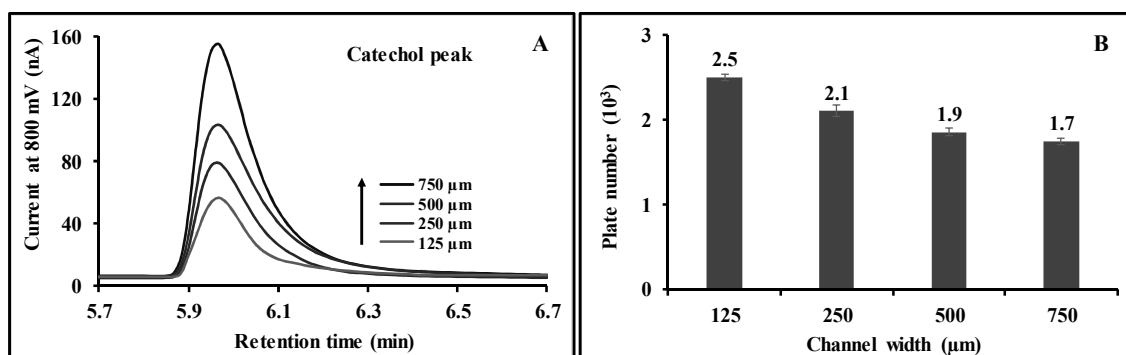 A
Catechol peak
Current at 800 mV (nA)
160
120
80
40
0
750 µm
500 µm
250 µm
125 µm
5.7 5.9 6.1 6.3 6.5 6.7
Retention time (min)
B
Plate number (10³)
3
2
1
0
2.5
2.1
1.9
1.7
125 250 500 750
Channel width (µm)